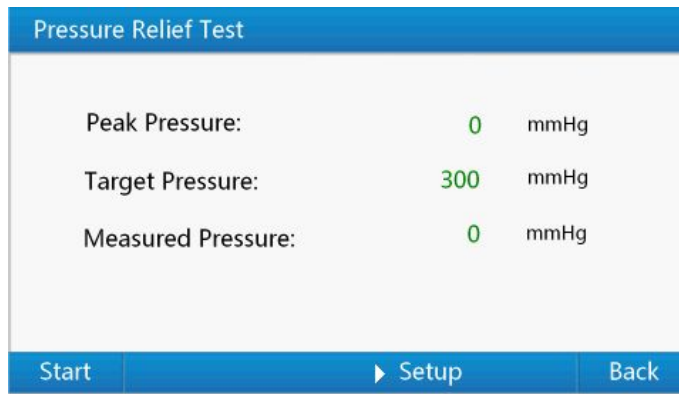 Pressure Relief Test
Peak Pressure: 0 mmHg
Target Pressure: 300 mmHg
Measured Pressure: 0 mmHg
Start Setup Back